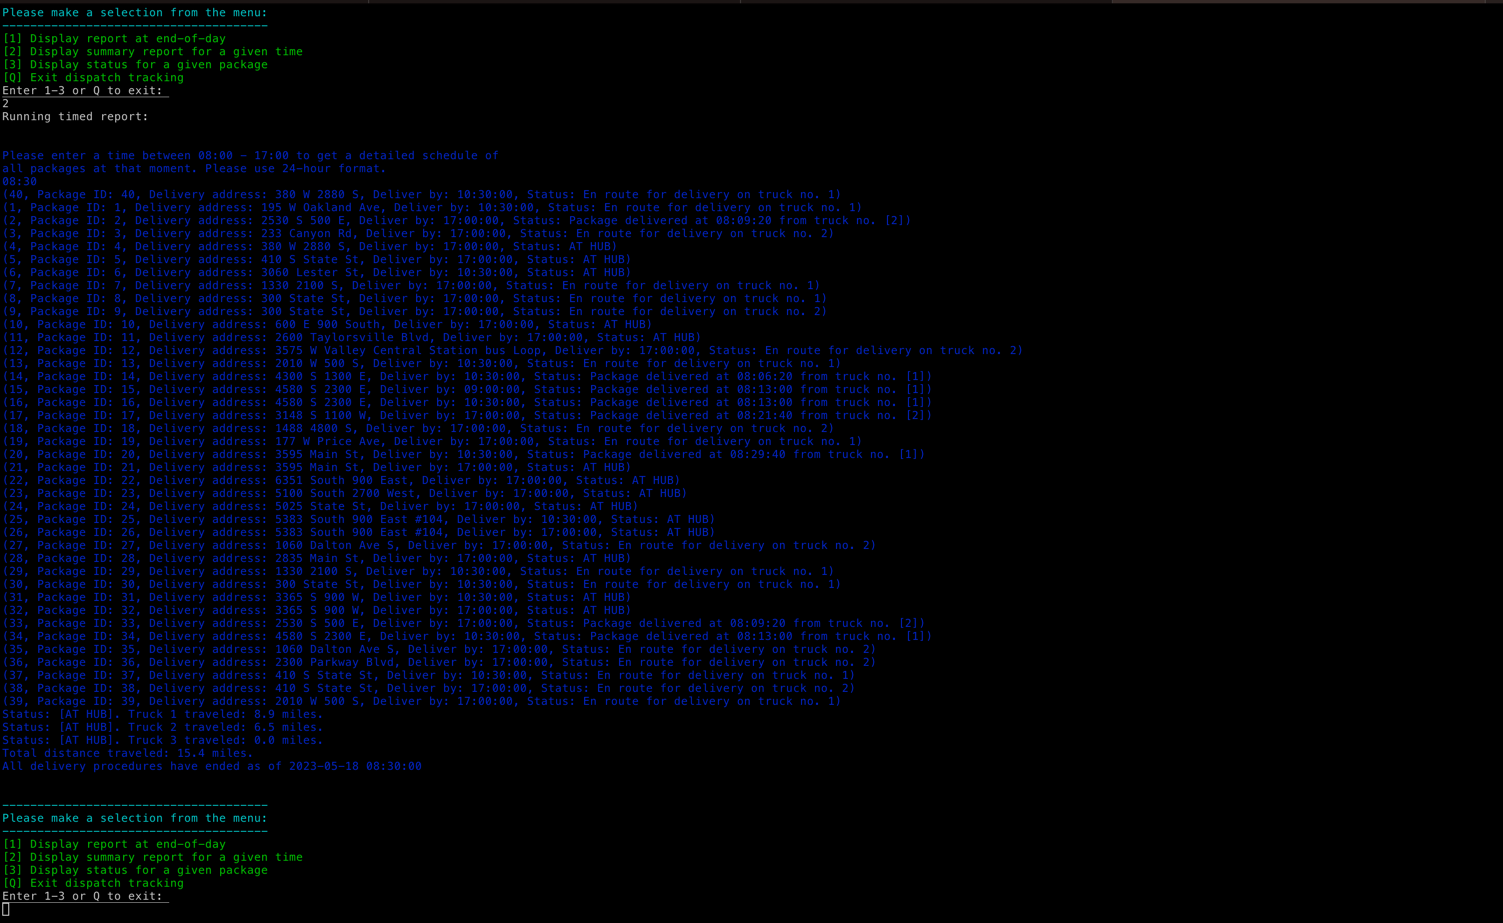 Please make a selection from the menu:
--------------------------------------
[1] Display report at end-of-day
[2] Display summary report for a given time
[3] Display status for a given package
[Q] Exit dispatch tracking
Enter 1-3 or Q to exit:
2
Running timed report:
Please enter a time between 08:00 - 17:00 to get a detailed schedule of
all packages at that moment. Please use 24-hour format.
08:30
(40, Package ID: 40, Delivery address: 380 W 2880 S, Deliver by: 10:30:00, Status: En route for delivery on truck no. 1)
(1, Package ID: 1, Delivery address: 195 W Oakland Ave, Deliver by: 10:30:00, Status: En route for delivery on truck no. 1)
(2, Package ID: 2, Delivery address: 2530 S 500 E, Deliver by: 17:00:00, Status: Package delivered at 08:09:20 from truck no. [2])
(3, Package ID: 3, Delivery address: 233 Canyon Rd, Deliver by: 17:00:00, Status: En route for delivery on truck no. 2)
(4, Package ID: 4, Delivery address: 380 W 2880 S, Deliver by: 17:00:00, Status: AT HUB)
(5, Package ID: 5, Delivery address: 410 S State St, Deliver by: 17:00:00, Status: AT HUB)
(6, Package ID: 6, Delivery address: 3060 Lester St, Deliver by: 10:30:00, Status: AT HUB)
(7, Package ID: 7, Delivery address: 1330 2100 S, Deliver by: 17:00:00, Status: En route for delivery on truck no. 1)
(8, Package ID: 8, Delivery address: 300 State St, Deliver by: 17:00:00, Status: En route for delivery on truck no. 1)
(9, Package ID: 9, Delivery address: 300 State St, Deliver by: 17:00:00, Status: En route for delivery on truck no. 2)
(10, Package ID: 10, Delivery address: 600 E 900 South, Deliver by: 17:00:00, Status: AT HUB)
(11, Package ID: 11, Delivery address: 2600 Taylorsville Blvd, Deliver by: 17:00:00, Status: AT HUB)
(12, Package ID: 12, Delivery address: 3575 W Valley Central Station bus Loop, Deliver by: 17:00:00, Status: En route for delivery on truck no. 2)
(13, Package ID: 13, Delivery address: 2010 W 500 S, Deliver by: 10:30:00, Status: En route for delivery on truck no. 1)
(14, Package ID: 14, Delivery address: 4300 S 1300 E, Deliver by: 10:30:00, Status: Package delivered at 08:06:20 from truck no. [1])
(15, Package ID: 15, Delivery address: 4580 S 2300 E, Deliver by: 09:00:00, Status: Package delivered at 08:13:00 from truck no. [1])
(16, Package ID: 16, Delivery address: 4580 S 2300 E, Deliver by: 10:30:00, Status: Package delivered at 08:13:00 from truck no. [1])
(17, Package ID: 17, Delivery address: 3148 S 1100 W, Deliver by: 17:00:00, Status: Package delivered at 08:21:40 from truck no. [2])
(18, Package ID: 18, Delivery address: 1488 4800 S, Deliver by: 17:00:00, Status: En route for delivery on truck no. 2)
(19, Package ID: 19, Delivery address: 177 W Price Ave, Deliver by: 17:00:00, Status: En route for delivery on truck no. 1)
(20, Package ID: 20, Delivery address: 3595 Main St, Deliver by: 10:30:00, Status: Package delivered at 08:29:40 from truck no. [1])
(21, Package ID: 21, Delivery address: 3595 Main St, Deliver by: 17:00:00, Status: AT HUB)
(22, Package ID: 22, Delivery address: 6351 South 900 East, Deliver by: 17:00:00, Status: AT HUB)
(23, Package ID: 23, Delivery address: 5100 South 2700 West, Deliver by: 17:00:00, Status: AT HUB)
(24, Package ID: 24, Delivery address: 5025 State St, Deliver by: 17:00:00, Status: AT HUB)
(25, Package ID: 25, Delivery address: 5383 South 900 East #104, Deliver by: 10:30:00, Status: AT HUB)
(26, Package ID: 26, Delivery address: 5383 South 900 East #104, Deliver by: 17:00:00, Status: AT HUB)
(27, Package ID: 27, Delivery address: 1060 Dalton Ave S, Deliver by: 17:00:00, Status: En route for delivery on truck no. 2)
(28, Package ID: 28, Delivery address: 2835 Main St, Deliver by: 17:00:00, Status: AT HUB)
(29, Package ID: 29, Delivery address: 1330 2100 S, Deliver by: 10:30:00, Status: En route for delivery on truck no. 1)
(30, Package ID: 30, Delivery address: 300 State St, Deliver by: 10:30:00, Status: En route for delivery on truck no. 1)
(31, Package ID: 31, Delivery address: 3365 S 900 W, Deliver by: 10:30:00, Status: AT HUB)
(32, Package ID: 32, Delivery address: 3365 S 900 W, Deliver by: 17:00:00, Status: AT HUB)
(33, Package ID: 33, Delivery address: 2530 S 500 E, Deliver by: 17:00:00, Status: Package delivered at 08:09:20 from truck no. [2])
(34, Package ID: 34, Delivery address: 4580 S 2300 E, Deliver by: 10:30:00, Status: Package delivered at 08:13:00 from truck no. [1])
(35, Package ID: 35, Delivery address: 1060 Dalton Ave S, Deliver by: 17:00:00, Status: En route for delivery on truck no. 2)
(36, Package ID: 36, Delivery address: 2300 Parkway Blvd, Deliver by: 17:00:00, Status: En route for delivery on truck no. 2)
(37, Package ID: 37, Delivery address: 410 S State St, Deliver by: 10:30:00, Status: En route for delivery on truck no. 1)
(38, Package ID: 38, Delivery address: 410 S State St, Deliver by: 17:00:00, Status: En route for delivery on truck no. 2)
(39, Package ID: 39, Delivery address: 2010 W 500 S, Deliver by: 17:00:00, Status: En route for delivery on truck no. 1)
Status: [AT HUB]. Truck 1 traveled: 8.9 miles.
Status: [AT HUB]. Truck 2 traveled: 6.5 miles.
Status: [AT HUB]. Truck 3 traveled: 0.0 miles.
Total distance traveled: 15.4 miles.
All delivery procedures have ended as of 2023-05-18 08:30:00
--------------------------------------
Please make a selection from the menu:
--------------------------------------
[1] Display report at end-of-day
[2] Display summary report for a given time
[3] Display status for a given package
[Q] Exit dispatch tracking
Enter 1-3 or Q to exit: